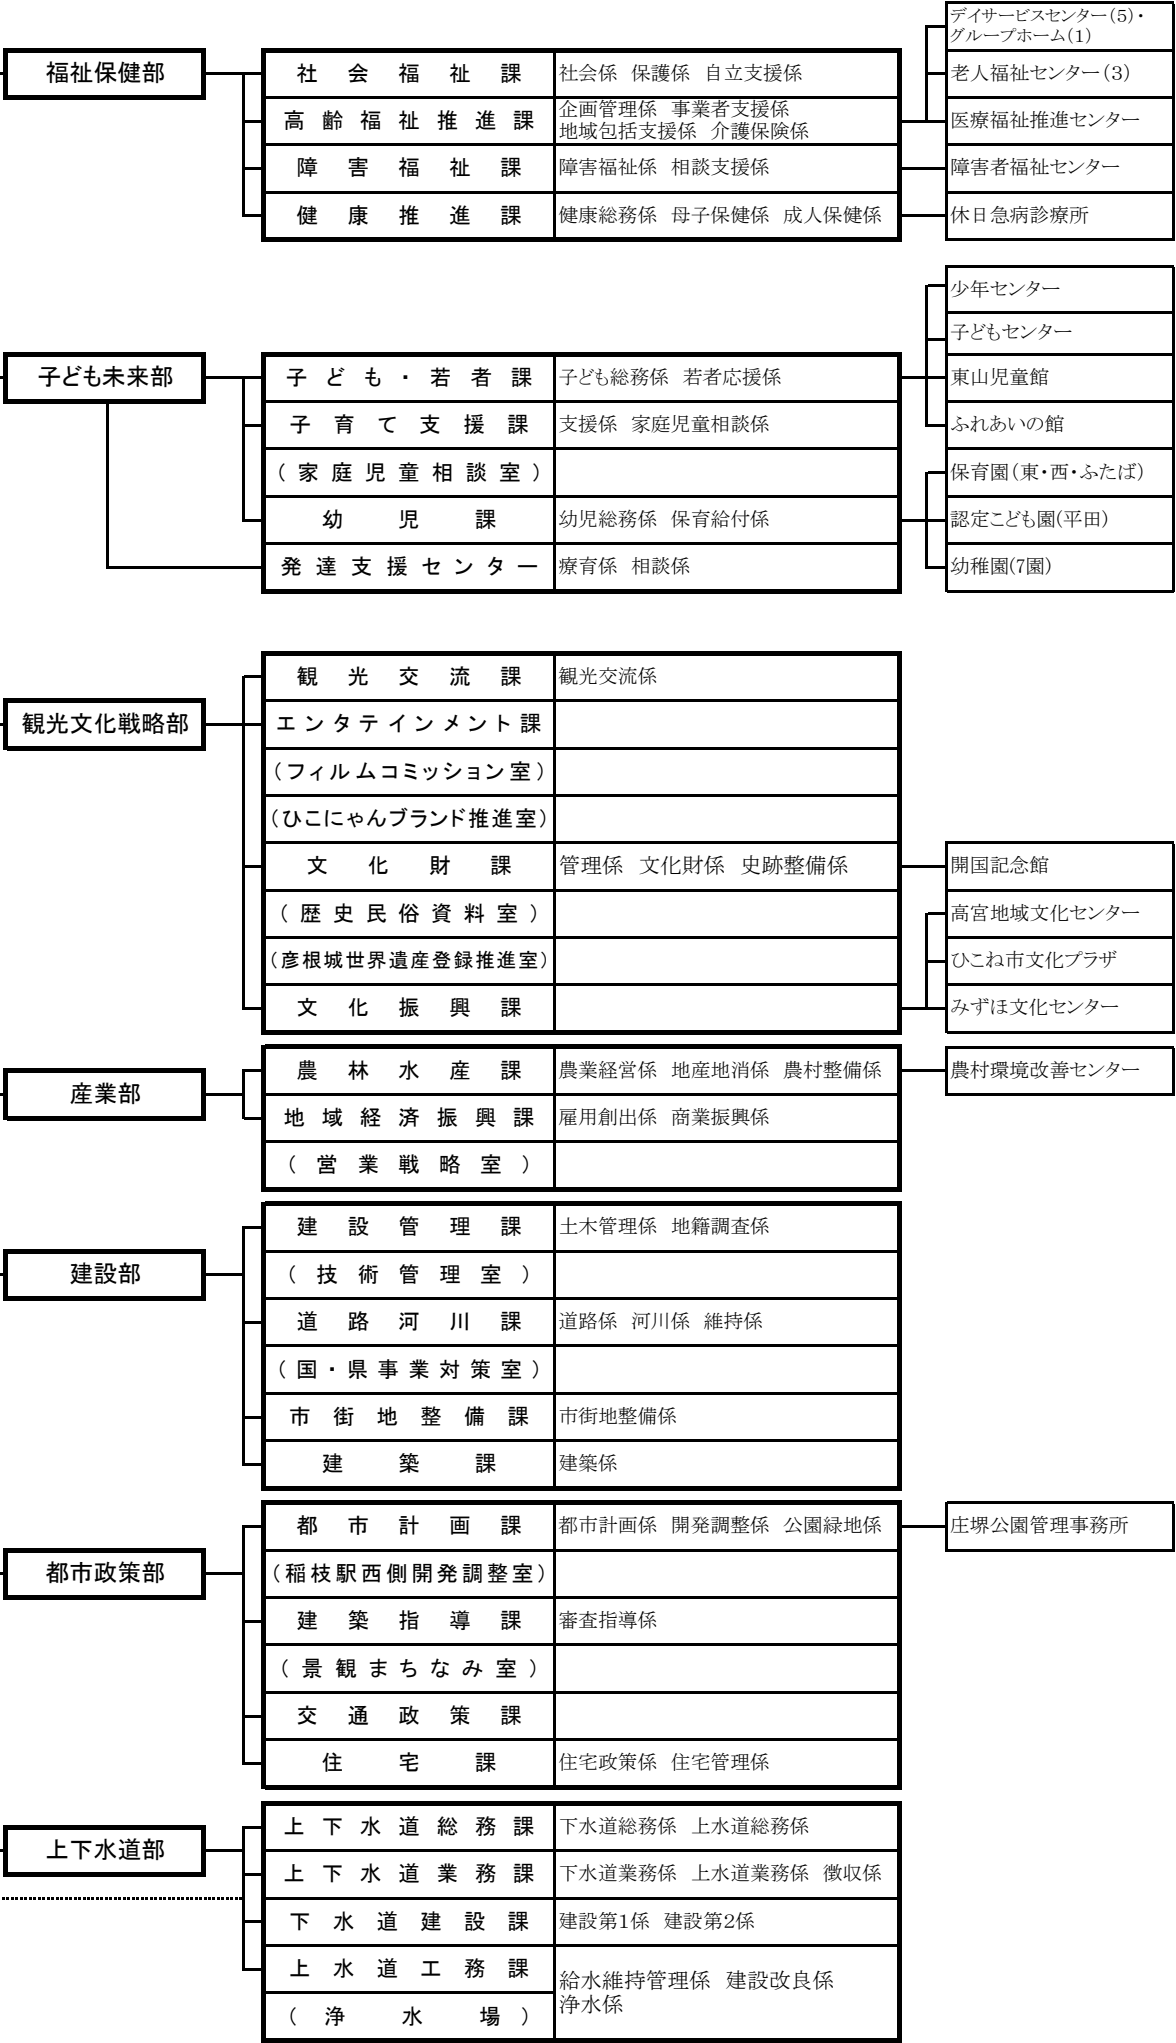 デイサービスセンター(5)・
グループホーム(1)
福祉保健部
社会福祉課 社会係 保護係 自立支援係
老人福祉センター(3)
高齢福祉推進課 企画管理係 事業者支援係
地域包括支援係 介護保険係
医療福祉推進センター
障害福祉課 障害福祉係 相談支援係
障害者福祉センター
健康推進課 健康総務係 母子保健係 成人保健係
休日急病診療所
少年センター
子どもセンター
子ども未来部
子ども・若者課 子ども総務係 若者応援係
東山児童館
子育て支援課 支援係 家庭児童相談係
ふれあいの館
(家庭児童相談室)
保育園(東・西・ふたば)
幼児課 幼児総務係 保育給付係
認定こども園(平田)
発達支援センター 療育係 相談係
幼稚園(7園)
観光交流課 観光交流係
観光文化戦略部
エンタテインメント課
(フィルムコミッション室)
(ひこにゃんブランド推進室)
文化財課 管理係 文化財係 史跡整備係
開国記念館
(歴史民俗資料室)
高宮地域文化センター
(彦根城世界遺産登録推進室)
ひこね市文化プラザ
文化振興課
みずほ文化センター
産業部
農林水産課 農業経営係 地産地消係 農村整備係
農村環境改善センター
地域経済振興課 雇用創出係 商業振興係
(営業戦略室)
建設管理課 土木管理係 地籍調査係
建設部
(技術管理室)
道路河川課 道路係 河川係 維持係
(国・県事業対策室)
市街地整備課 市街地整備係
建築課 建築係
都市計画課 都市計画係 開発調整係 公園緑地係
庄堺公園管理事務所
都市政策部
(稲枝駅西側開発調整室)
建築指導課 審査指導係
(景観まちなみ室)
交通政策課
住宅課 住宅政策係 住宅管理係
上下水道総務課 下水道総務係 上水道総務係
上下水道部
上下水道業務課 下水道業務係 上水道業務係 徴収係
下水道建設課 建設第1係 建設第2係
上水道工務課 給水維持管理係 建設改良係
浄水係
(浄水場)